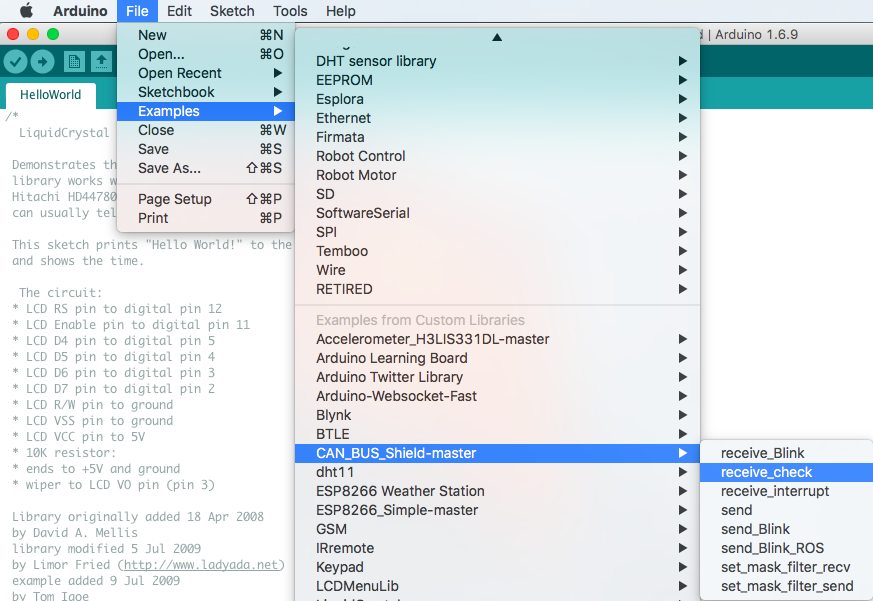 Arduino File Edit Sketch Tools Help
| Arduino 1.6.9
HelloWorld
New ⌘N
Open... ⌘O
Open Recent
Sketchbook
Examples
Close ⌘W
Save ⌘S
Save As... ⇧⌘S
Page Setup ⇧⌘P
Print ⌘P
DHT sensor library
EEPROM
Esplora
Ethernet
Firmata
Robot Control
Robot Motor
SD
SoftwareSerial
SPI
Temboo
Wire
RETIRED
Examples from Custom Libraries
Accelerometer_H3LIS331DL-master
Arduino Learning Board
Arduino Twitter Library
Arduino-Websocket-Fast
Blynk
BTLE
CAN_BUS_Shield-master
dht11
ESP8266 Weather Station
ESP8266_Simple-master
GSM
IRremote
Keypad
LCDMenuLib
receive_Blink
receive_check
receive_interrupt
send
send_Blink
send_Blink_ROS
set_mask_filter_recv
set_mask_filter_send
/*
LiquidCrystal
Demonstrates th
library works w
Hitachi HD44780
can usually tel
This sketch prints "Hello World!" to the
and shows the time.
The circuit:
* LCD RS pin to digital pin 12
* LCD Enable pin to digital pin 11
* LCD D4 pin to digital pin 5
* LCD D5 pin to digital pin 4
* LCD D6 pin to digital pin 3
* LCD D7 pin to digital pin 2
* LCD R/W pin to ground
* LCD VSS pin to ground
* LCD VCC pin to 5V
* 10K resistor:
* ends to +5V and ground
* wiper to LCD VO pin (pin 3)
Library originally added 18 Apr 2008
by David A. Mellis
library modified 5 Jul 2009
by Limor Fried (http://www.ladyada.net)
example added 9 Jul 2009
by Tom Igoe